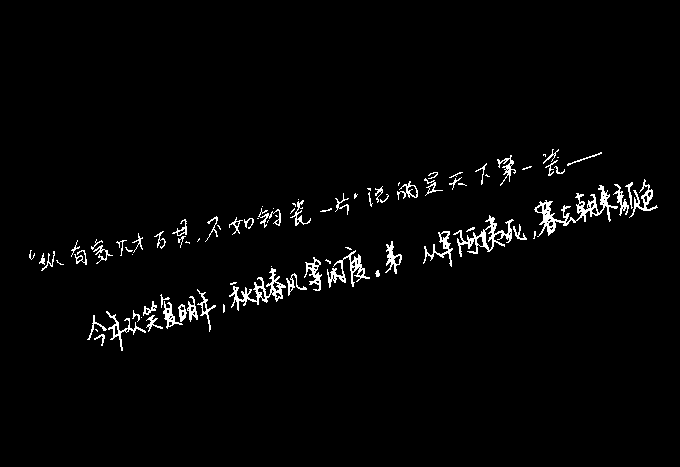 “纵有家财万贯，不如钧瓷一片”说的是天下第一瓷——
今年欢笑复明年，秋月春风等闲度。弟 从军阿姨死，暮去朝来颜色